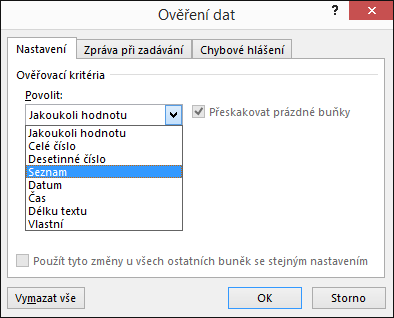 Ověření dat
?
Nastavení
Zpráva při zadávání
Chybové hlášení
Ověřovací kritéria
Povolit:
Jakoukoli hodnotu
Přeskakovat prázdné buňky
Jakoukoli hodnotu
Celé číslo
Desetinné číslo
Seznam
Datum
Čas
Délku textu
Vlastní
Použít tyto změny u všech ostatních buněk se stejným nastavením
Vymazat vše
OK
Storno